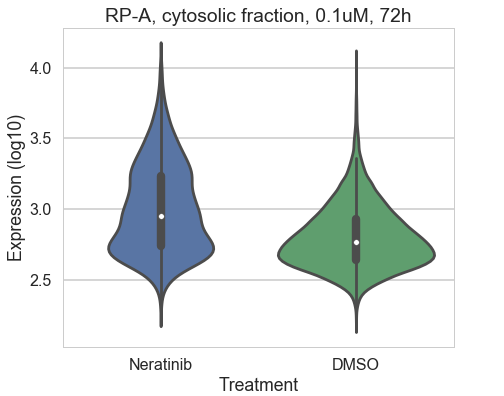 RP-A, cytosolic fraction, 0.1uM, 72h
Expression (log10)
4.0
3.5
3.0
2.5
Neratinib DMSO
Treatment